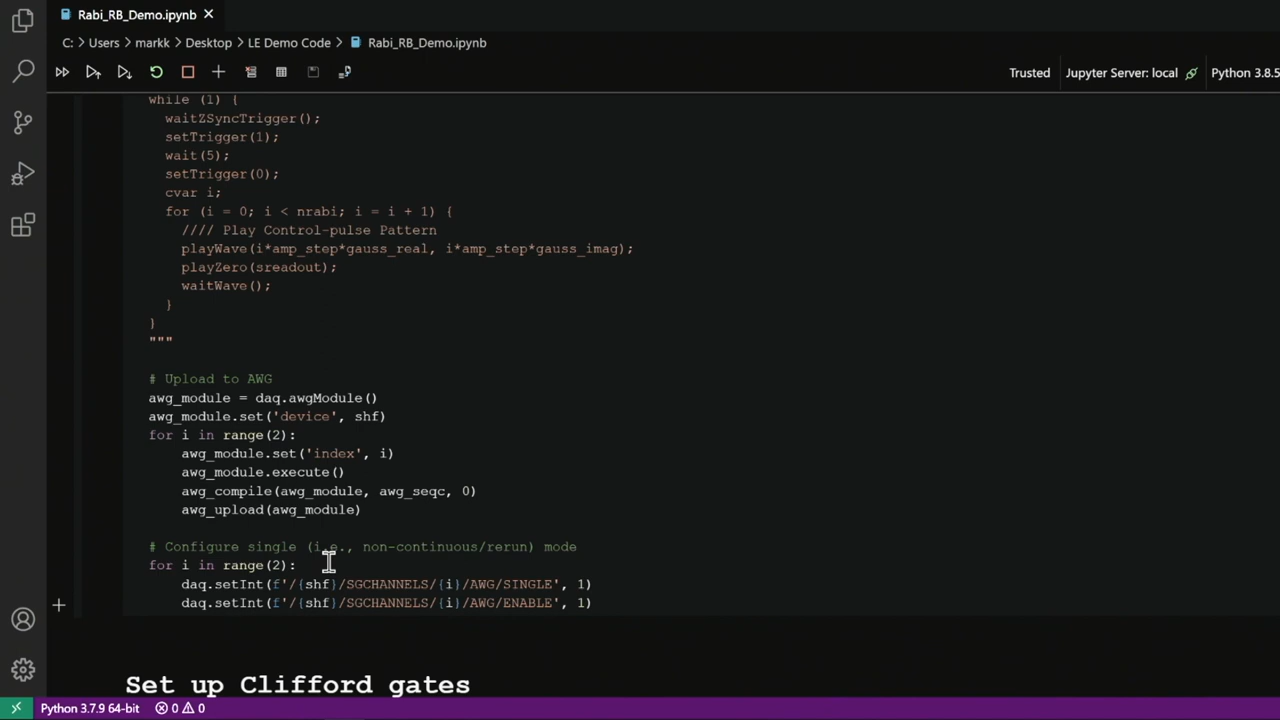 Rabi_RB_Demo.ipynb
C: > Users > markk > Desktop > LE Demo Code > Rabi_RB_Demo.ipynb
Trusted
Jupyter Server: local
Python 3.8.5
while (1) {
waitZSyncTrigger();
setTrigger(1);
wait(5);
setTrigger(0);
cvar i;
for (i = 0; i < nrabi; i = i + 1) {
//// Play Control-pulse Pattern
playWave(i*amp_step*gauss_real, i*amp_step*gauss_imag);
playZero(sreadout);
waitWave();
}
}
"""
# Upload to AWG
awg_module = daq.awgModule()
awg_module.set('device', shf)
for i in range(2):
awg_module.set('index', i)
awg_module.execute()
awg_compile(awg_module, awg_seqc, 0)
awg_upload(awg_module)
# Configure single (i.e., non-continuous/rerun) mode
for i in range(2):
daq.setInt(f'/{shf}/SGCHANNELS/{i}/AWG/SINGLE', 1)
daq.setInt(f'/{shf}/SGCHANNELS/{i}/AWG/ENABLE', 1)
Set up Clifford gates
Python 3.7.9 64-bit
0
0